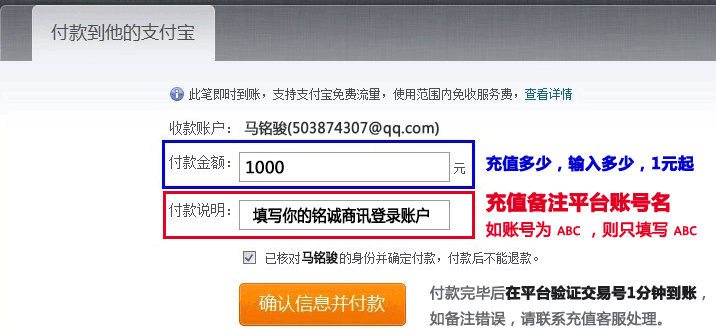 付款到他的支付宝
此笔即时到账，支持支付宝免费流量，使用范围内免收服务费，查看详情
收款账户： 马铭骏(503874307@qq.com)
付款金额： 1000 元 充值多少，输入多少，1元起
付款说明： 填写你的铭诚商讯登录账户 充值备注平台账号名
如账号为 ABC ，则只填写 ABC
已核对马铭骏的身份并确定付款，付款后不能退款。
确认信息并付款 付款完毕后在平台验证交易号1分钟到账，
如备注错误，请联系充值客服处理。